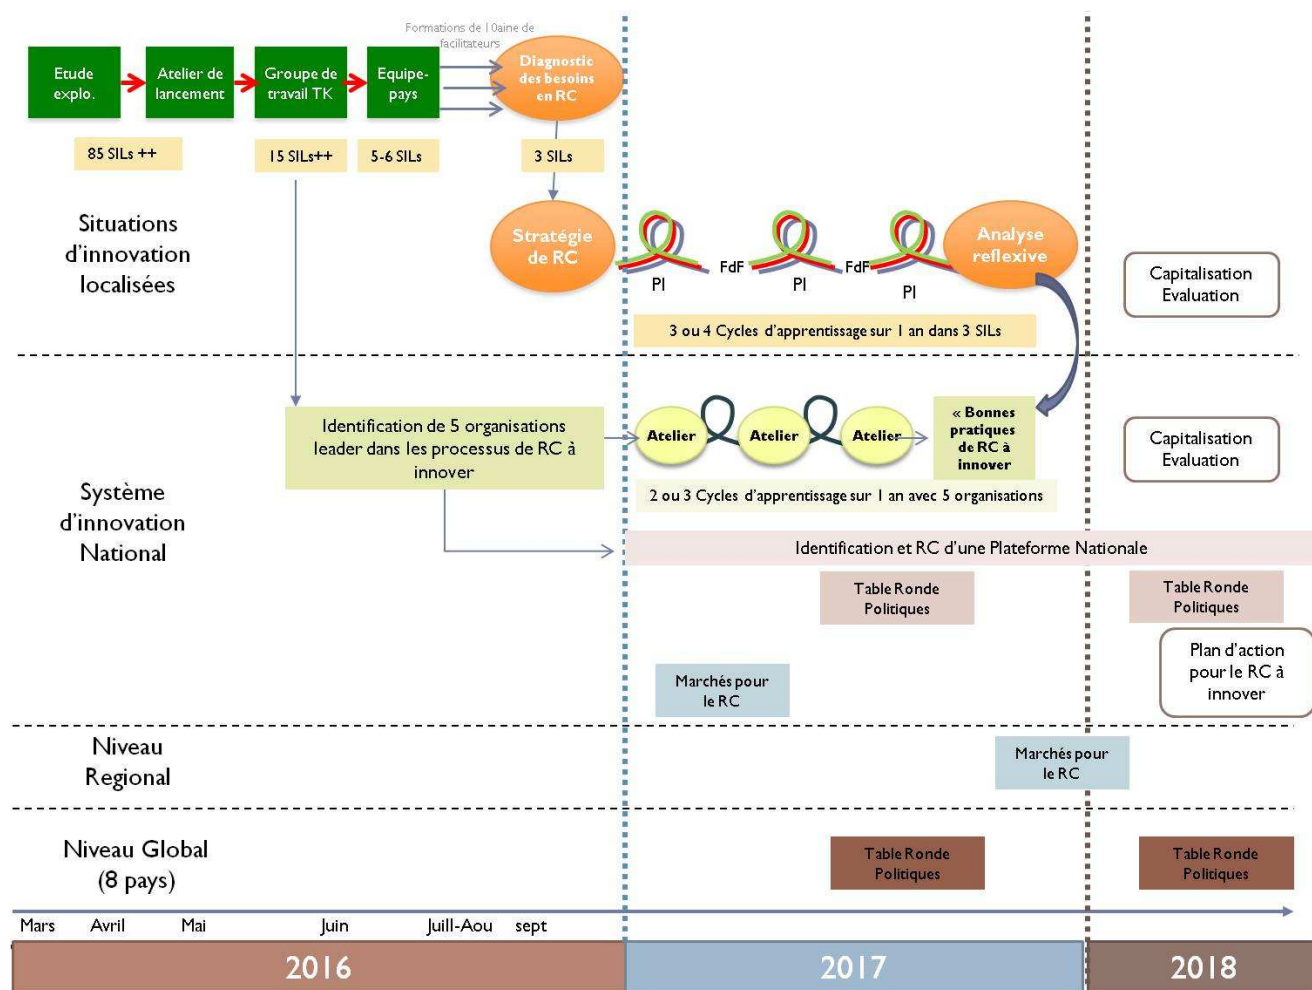 Formations de 10aine de
facilitateurs
Etude
explo.
Atelier de
lancement
Groupe de
travail TK
Equipe-
pays
Diagnostic
des besoins
en RC
85 SILs ++
15 SILs++
5-6 SILs
3 SILs
Situations
d'innovation
localisées
Stratégie
de RC
PI
FdF
PI
FdF
PI
Analyse
reflexive
Capitalisation
Evaluation
3 ou 4 Cycles d'apprentissage sur 1 an dans 3 SILs
Identification de 5 organisations
leader dans les processus de RC à
innover
Atelier
Atelier
Atelier
« Bonnes
pratiques
de RC à
innover
Capitalisation
Evaluation
2 ou 3 Cycles d'apprentissage sur 1 an avec 5 organisations
Système
d'innovation
National
Identification et RC d'une Plateforme Nationale
Table Ronde
Politiques
Table Ronde
Politiques
Plan d'action
pour le RC à
innover
Marchés pour
le RC
Niveau
Regional
Marchés pour
le RC
Niveau Global
(8 pays)
Table Ronde
Politiques
Table Ronde
Politiques
Mars Avril Mai Juin Juill-Aou sept
2016 2017 2018